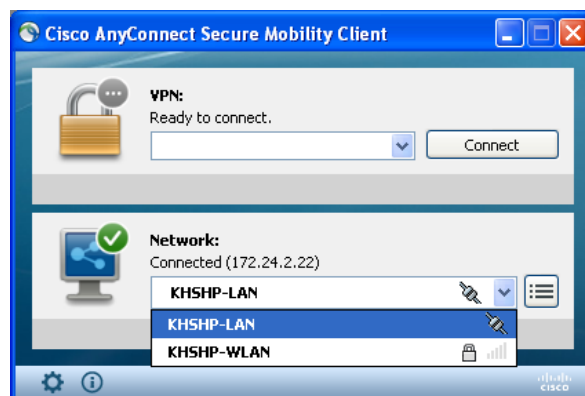 Cisco AnyConnect Secure Mobility Client
VPN:
Ready to connect.
Connect
Network:
Connected (172.24.2.22)
KHSHP-LAN
KHSHP-LAN
KHSHP-WLAN
CISCO